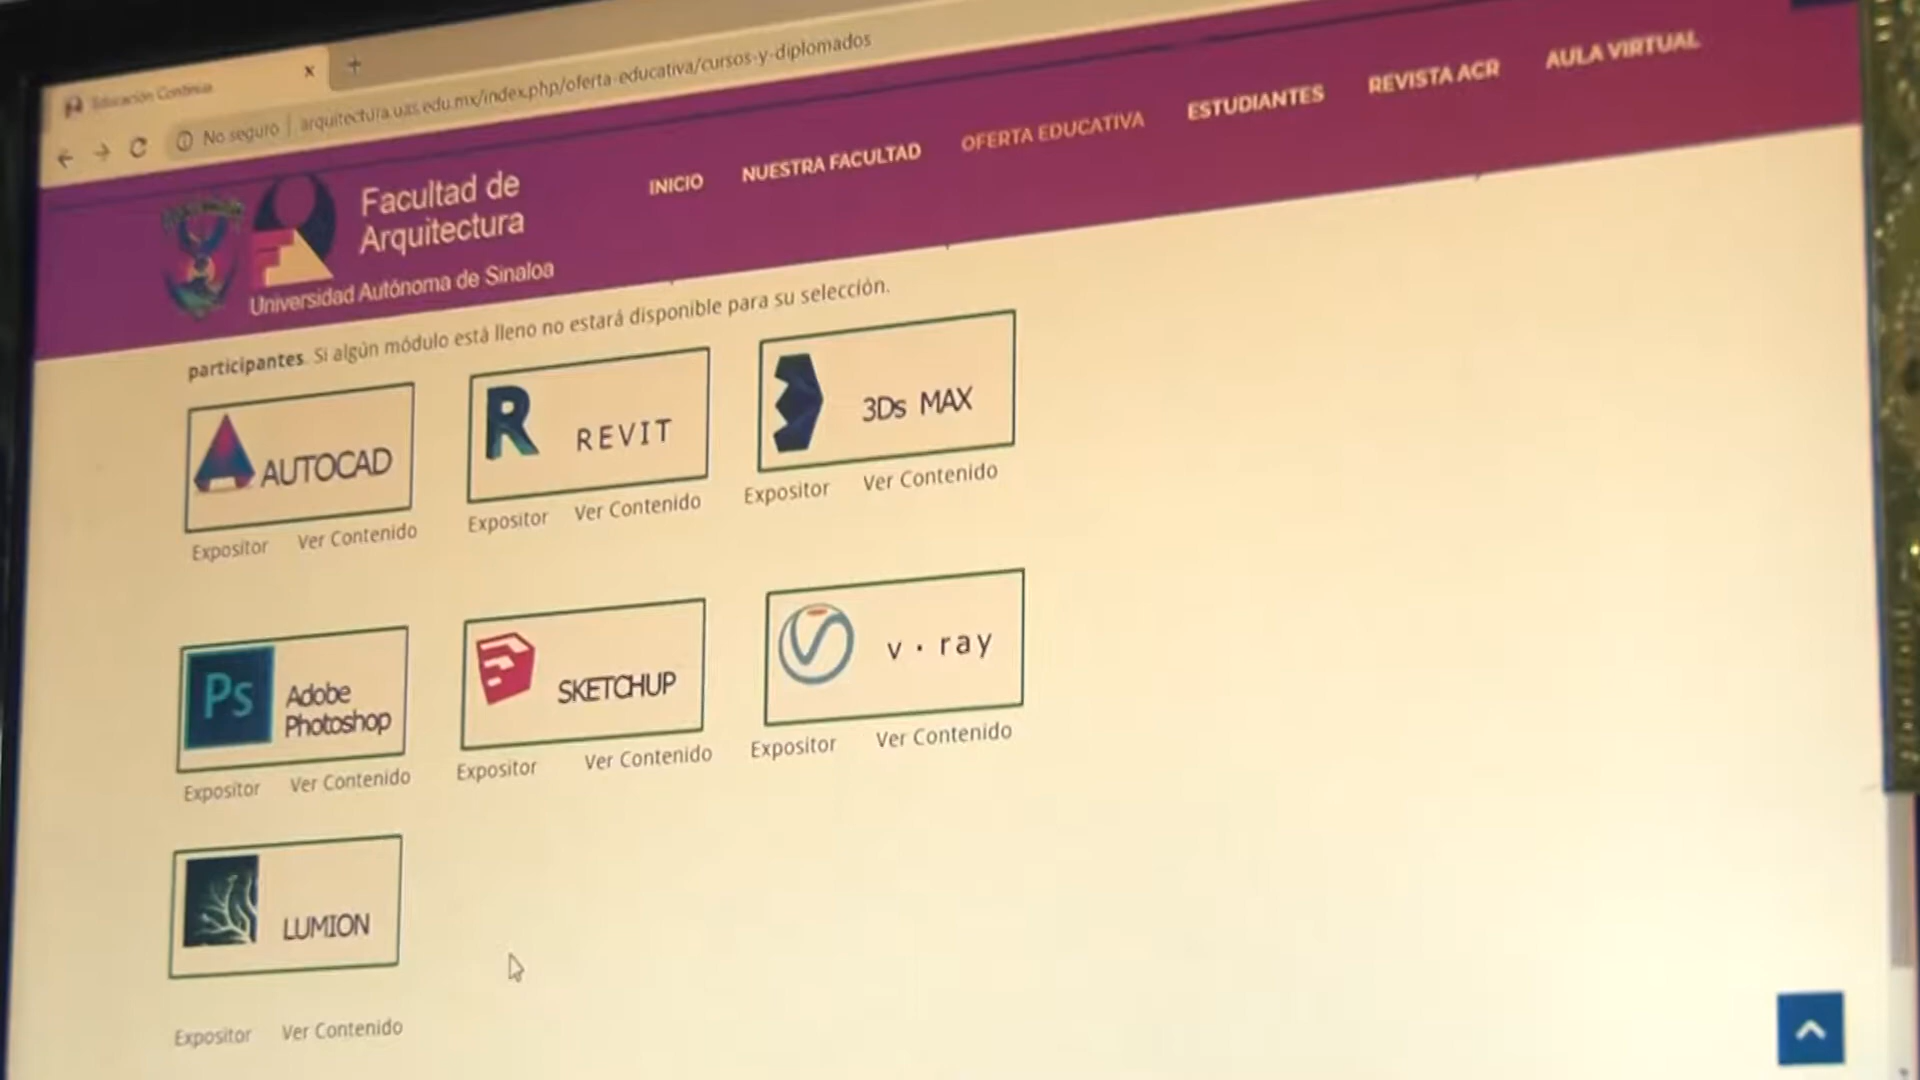 Educación Continua
No seguro | arquitectura.uas.edu.mx/index.php/oferta-educativa/cursos-y-diplomados
Facultad de
Arquitectura
Universidad Autónoma de Sinaloa
INICIO
NUESTRA FACULTAD
OFERTA EDUCATIVA
ESTUDIANTES
REVISTA ACR
AULA VIRTUAL
participantes. Si algún módulo está lleno no estará disponible para su selección.
AUTOCAD
R REVIT
3Ds MAX
Expositor Ver Contenido
Expositor Ver Contenido
Expositor Ver Contenido
Ps Adobe
Photoshop
SKETCHUP
v · ray
Expositor Ver Contenido
Expositor Ver Contenido
Expositor Ver Contenido
LUMION
Expositor Ver Contenido